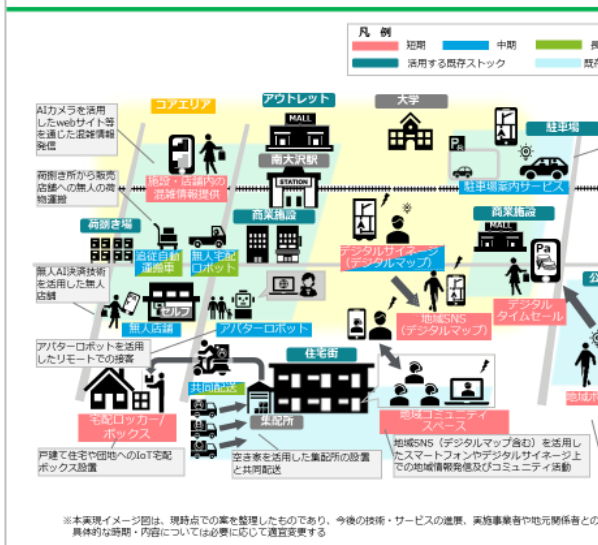 凡 例
短期
中期
長
活用する既存ストック
既存
AIカメラを活用
したwebサイト等
を通じた混雑情報
発信
コアエリア
アウトレット
大学
MALL
駐車場
P
南大沢駅
STATION
施設・店舗内の
混雑情報提供
駐車場案内サービス
荷捌き所から販売
店舗への無人の荷
物運搬
荷捌き場
商業施設
商業施設
MALL
追従自動
運搬車
無人宅配
ロボット
デジタルサイネージ
(デジタルマップ)
Pa
公
無人AI決済技術
を活用した無人
店舗
セルフ
無人店舗
アバターロボット
デジタル
タイムセール
地域SNS
(デジタルマップ)
アバターロボットを活用
したリモートでの接客
住宅街
共同配送
集配所
宅配ロッカー/
ボックス
地域コミュニティ
スペース
地域ポ
戸建て住宅や団地へのIoT宅配
ボックス設置
空き家を活用した集配所の設置
と共同配送
地域SNS(デジタルマップ含む)を活用し
たスマートフォンやデジタルサイネージ上
での地域情報発信及びコミュニティ活動
※本実現イメージ図は、現時点での案を整理したものであり、今後の技術・サービスの進展、実施事業者や地元関係者との
具体的な時期・内容については必要に応じて適宜変更する